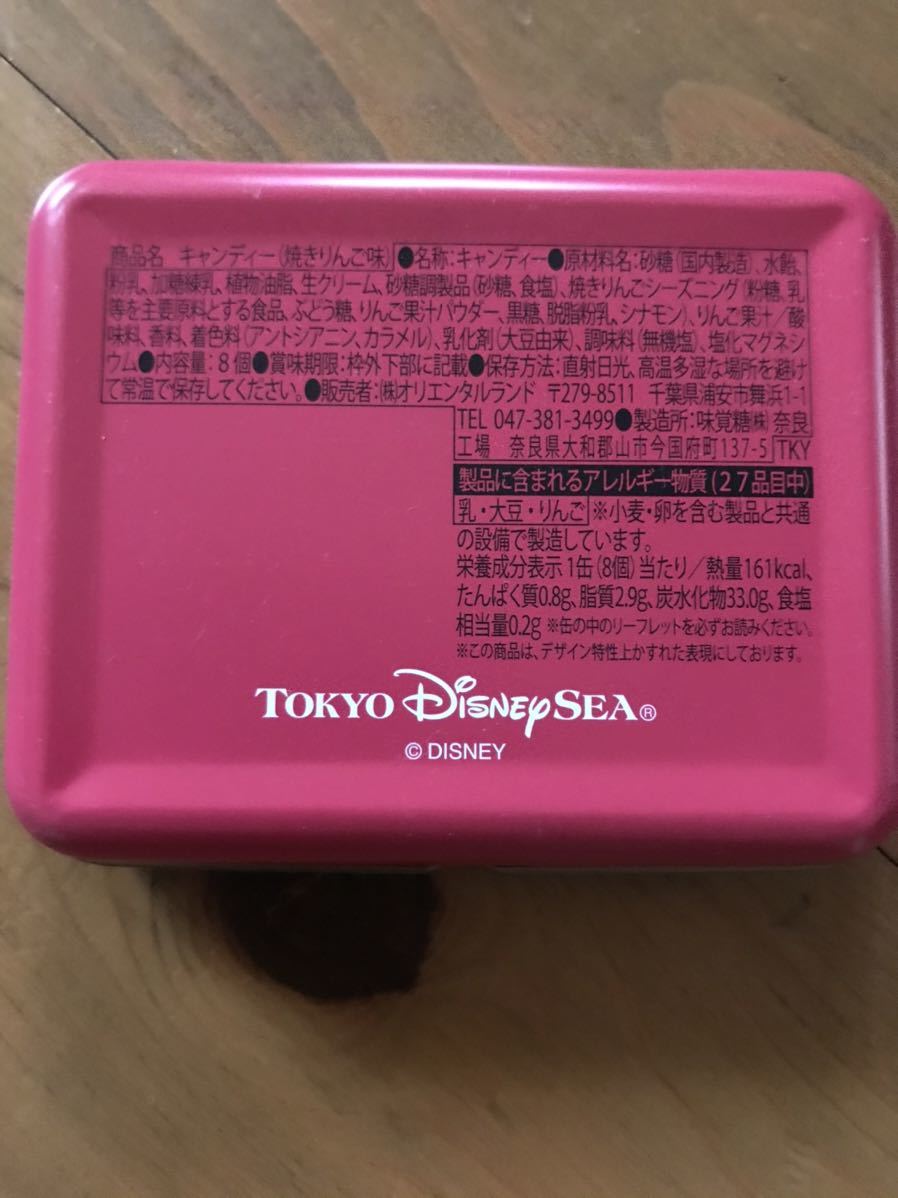 商品名 キャンディー(焼きりんご味) ●名称:キャンディー●原材料名:砂糖(国内製造)、水飴、
粉乳、加糖練乳、植物油脂、生クリーム、砂糖調製品(砂糖、食塩)、焼きりんごシーズニング(粉糖、乳
等を主要原料とする食品、ぶどう糖、りんご果汁パウダー、黒糖、脱脂粉乳、シナモン)、りんご果汁/酸
味料、香料、着色料(アントシアニン、カラメル)、乳化剤(大豆由来)、調味料(無機塩)、塩化マグネシ
ウム●内容量:8個●賞味期限:枠外下部に記載●保存方法:直射日光、高温多湿な場所を避け
て常温で保存してください。●販売者:㈱オリエンタルランド 〒279-8511 千葉県浦安市舞浜1-1
TEL 047-381-3499●製造所:味覚糖㈱ 奈良
工場 奈良県大和郡山市今国府町137-5 TKY
製品に含まれるアレルギー物質(27品目中)
乳・大豆・りんご ※小麦・卵を含む製品と共通
の設備で製造しています。
栄養成分表示 1缶(8個)当たり/熱量161kcal、
たんぱく質0.8g、脂質2.9g、炭水化物33.0g、食塩
相当量0.2g ※缶の中のリーフレットを必ずお読みください。
※この商品は、デザイン特性上かすれた表現にしております。
TOKYO DISNEY SEA®
© DISNEY